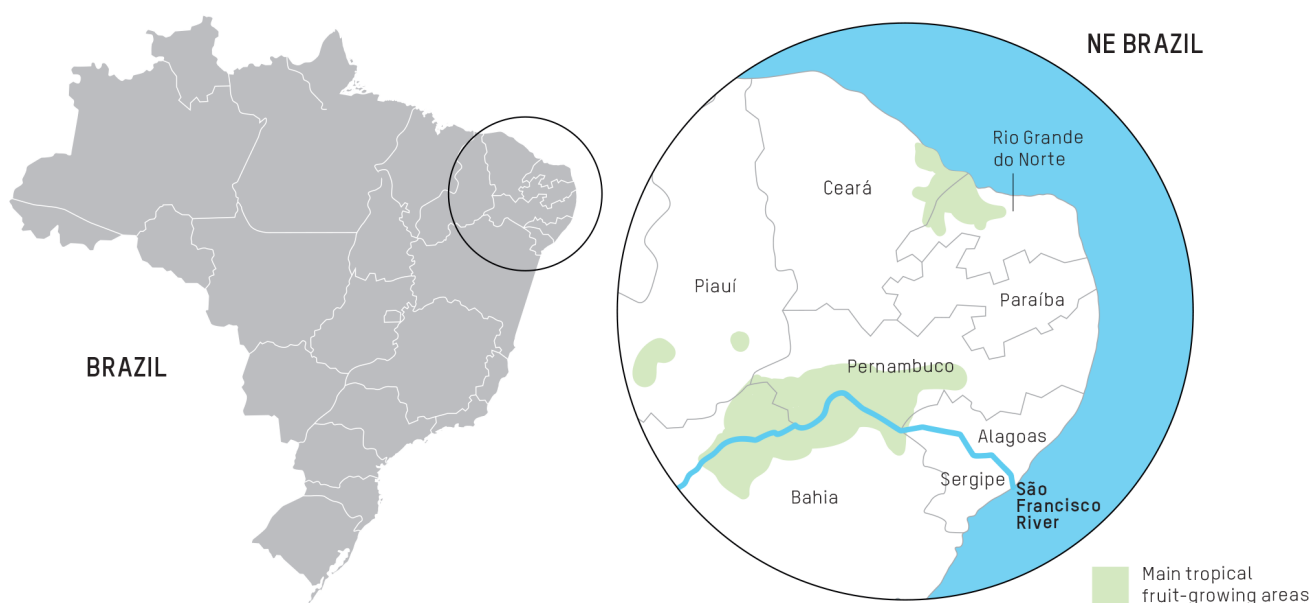 NE BRAZIL
Rio Grande
do Norte
Ceará
Piauí
Paraíba
BRAZIL
Pernambuco
Alagoas
Sergipe
Bahia
São
Francisco
River
Main tropical
fruit-growing areas